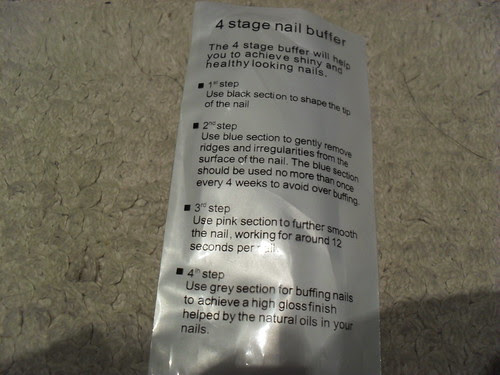 4 stage nail buffer
The 4 stage buffer will help
you to achieve shiny and
healthy looking nails.
■ 1st step
Use black section to shape the tip
of the nail
■ 2nd step
Use blue section to gently remove
ridges and irregularities from the
surface of the nail. The blue section
should be used no more than once
every 4 weeks to avoid over buffing.
■ 3rd step
Use pink section to further smooth
the nail, working for around 12
seconds per nail
■ 4th step
Use grey section for buffing nails
to achieve a high gloss finish
helped by the natural oils in your
nails.